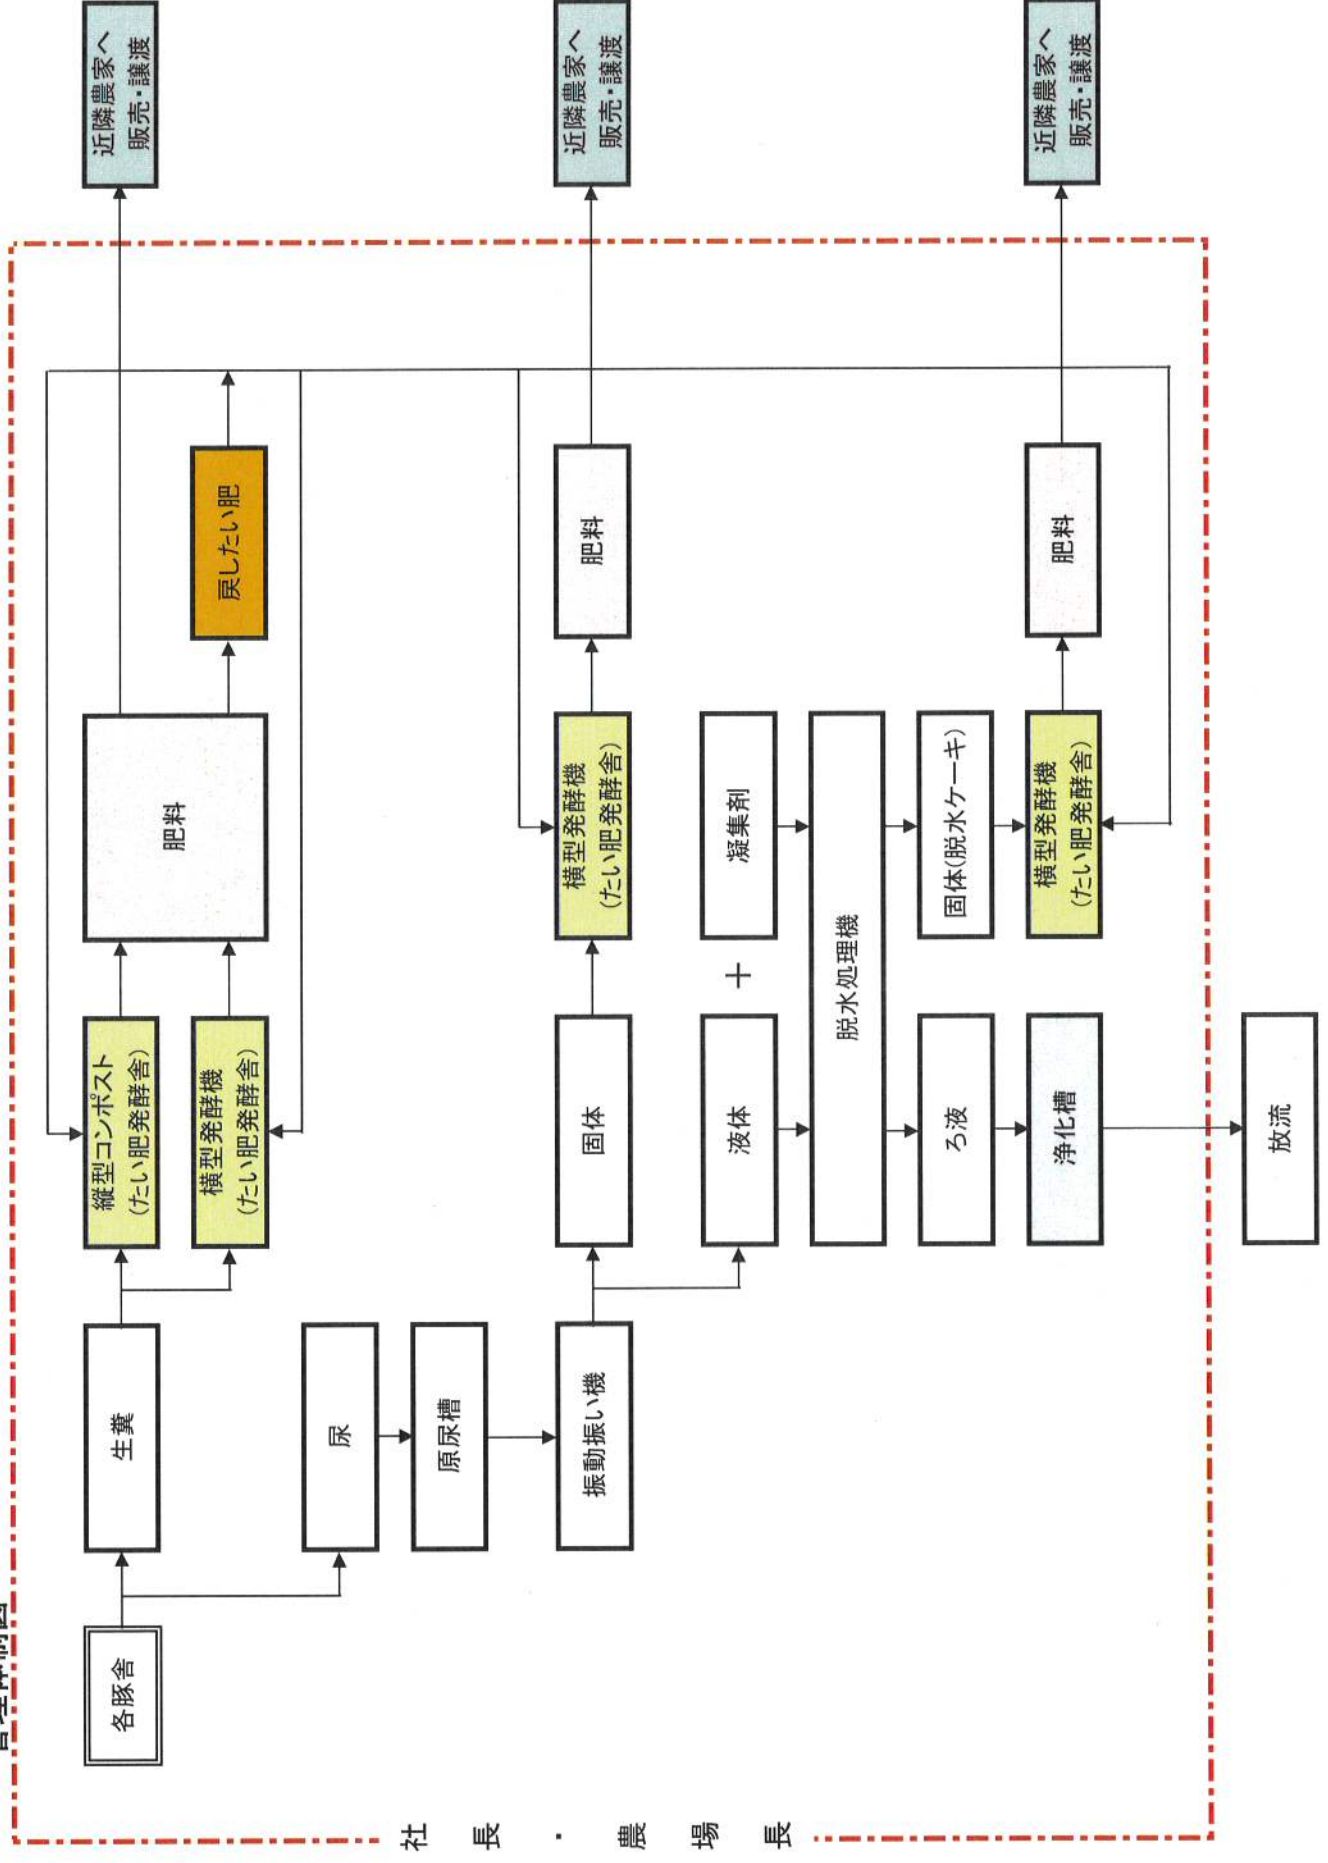 各豚舎
生糞
縦型コンポスト
(たい肥発酵舎)
肥料
近隣農家へ
販売・譲渡
横型発酵機
(たい肥発酵舎)
戻したい肥
尿
原尿槽
振動振い機
固体
横型発酵機
(たい肥発酵舎)
肥料
近隣農家へ
販売・譲渡
液体
＋
凝集剤
脱水処理機
ろ液
固体(脱水ケーキ)
浄化槽
横型発酵機
(たい肥発酵舎)
肥料
近隣農家へ
販売・譲渡
放流
社長・農場長